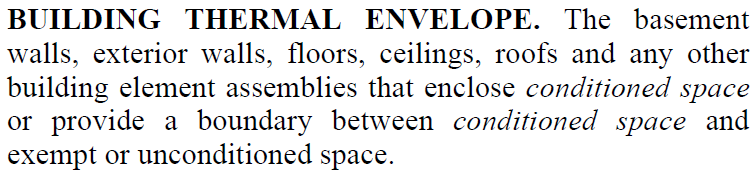 BUILDING THERMAL ENVELOPE. The basement
walls, exterior walls, floors, ceilings, roofs and any other
building element assemblies that enclose conditioned space
or provide a boundary between conditioned space and
exempt or unconditioned space.